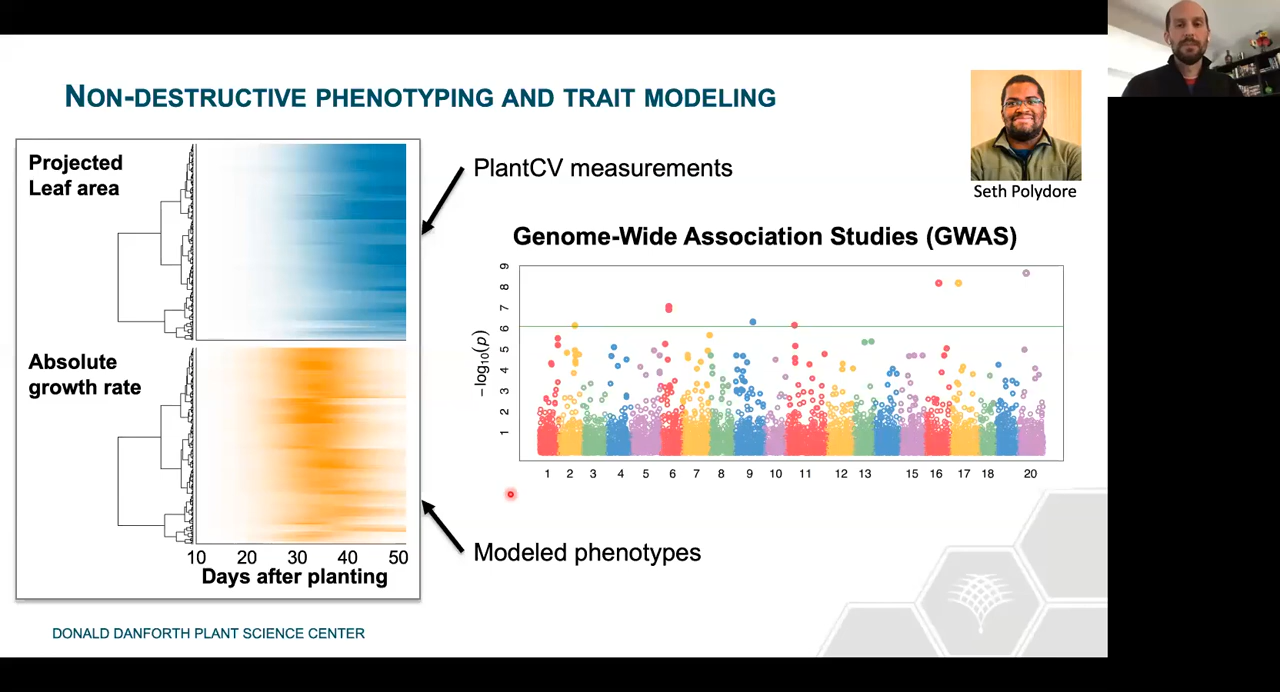 NON-DESTRUCTIVE PHENOTYPING AND TRAIT MODELING
Projected
Leaf area
PlantCV measurements
Seth Polydore
Genome-Wide Association Studies (GWAS)
9
8
7
6
5
4
3
2
1
−log10(p)
1 2 3 4 5 6 7 8 9 10 11 12 13 15 16 17 18 20
Absolute
growth rate
Modeled phenotypes
10 20 30 40 50
Days after planting
DONALD DANFORTH PLANT SCIENCE CENTER